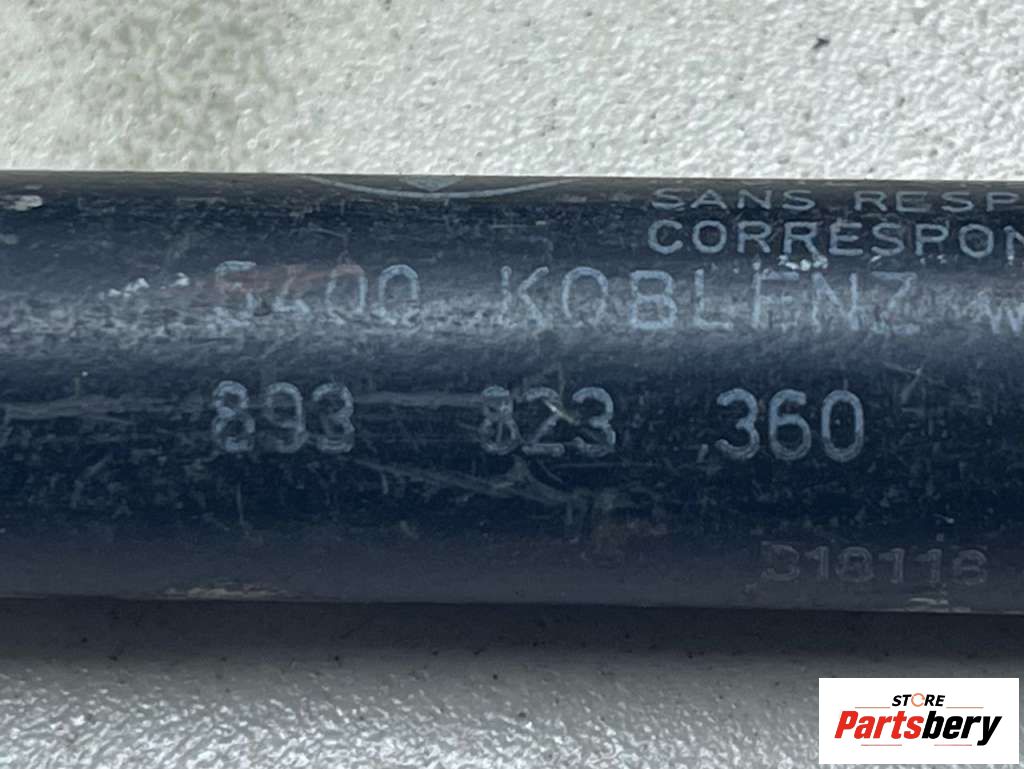 SANS RESP
CORRESPON
5400 KOBLENZ W
893 823 360
318118
STORE
Partsbery